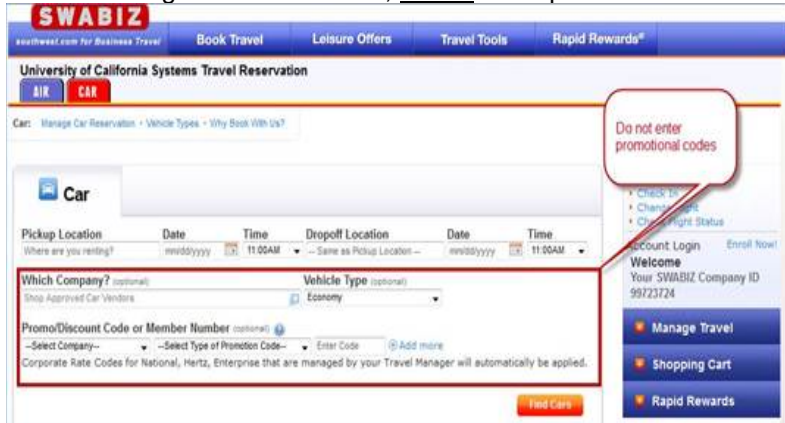 SWABIZ
southwest.com for Business Travel
Book Travel
Leisure Offers
Travel Tools
Rapid Rewards®
University of California Systems Travel Reservation
AIR
CAR
Car: Manage Car Reservation • Vehicle Types • Why Book With Us?
Do not enter
promotional codes
Car
Check In
Change Flight
Check Flight Status
Pickup Location
Date
Time
Dropoff Location
Date
Time
Where are you renting?
mm/dd/yyyy
11:00AM
-- Same as Pickup Location --
mm/dd/yyyy
11:00AM
Account Login
Enroll Now!
Welcome
Your SWABIZ Company ID
99723724
Which Company? (optional)
Vehicle Type (optional)
Shop Approved Car Vendors
Economy
Promo/Discount Code or Member Number (optional)
--Select Company--
--Select Type of Promotion Code--
Enter Code
Add more
Corporate Rate Codes for National, Hertz, Enterprise that are managed by your Travel Manager will automatically be applied.
Find Cars
Manage Travel
Shopping Cart
Rapid Rewards